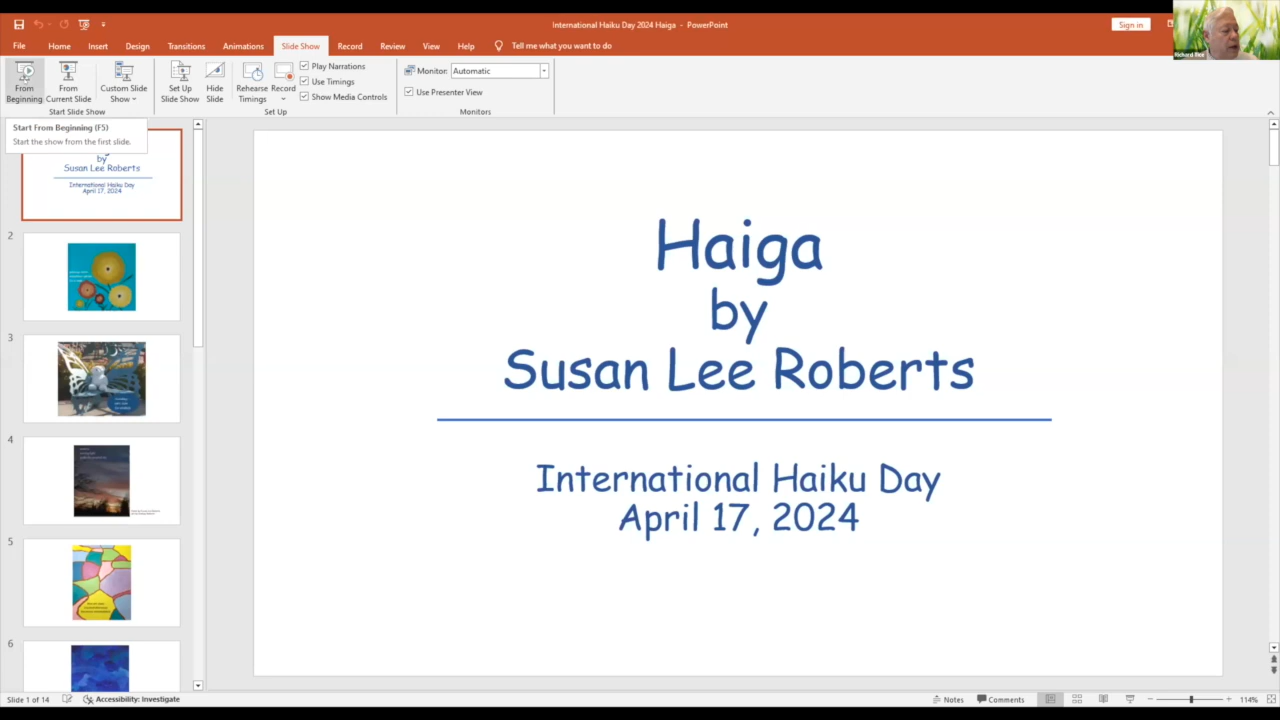 International Haiku Day 2024 Haiga - PowerPoint
Sign in
Richard Rice
File Home Insert Design Transitions Animations Slide Show Record Review View Help Tell me what you want to do
From Beginning
From Current Slide
Custom Slide Show
Set Up Slide Show
Hide Slide
Rehearse Timings
Record
Play Narrations
Use Timings
Show Media Controls
Monitor: Automatic
Use Presenter View
Start Slide Show
Set Up
Monitors
Start From Beginning (F5)
Start the show from the first slide.
by
Susan Lee Roberts
International Haiku Day
April 17, 2024
2
3
4
5
6
Haiga
by
Susan Lee Roberts
International Haiku Day
April 17, 2024
Slide 1 of 14
Accessibility: Investigate
Notes
Comments
114%